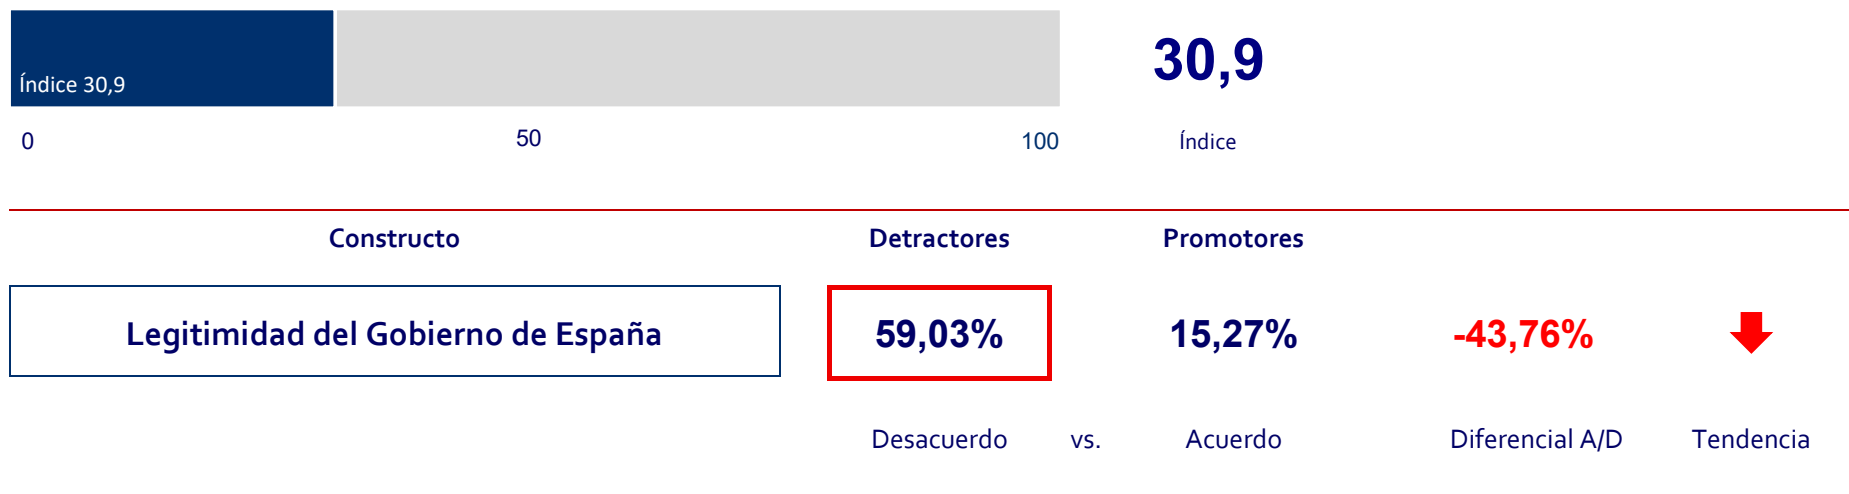 Índice 30,9
30,9
0 50 100 Índice
Constructo Detractores Promotores
Legitimidad del Gobierno de España 59,03% 15,27% -43,76%
Desacuerdo vs. Acuerdo Diferencial A/D Tendencia